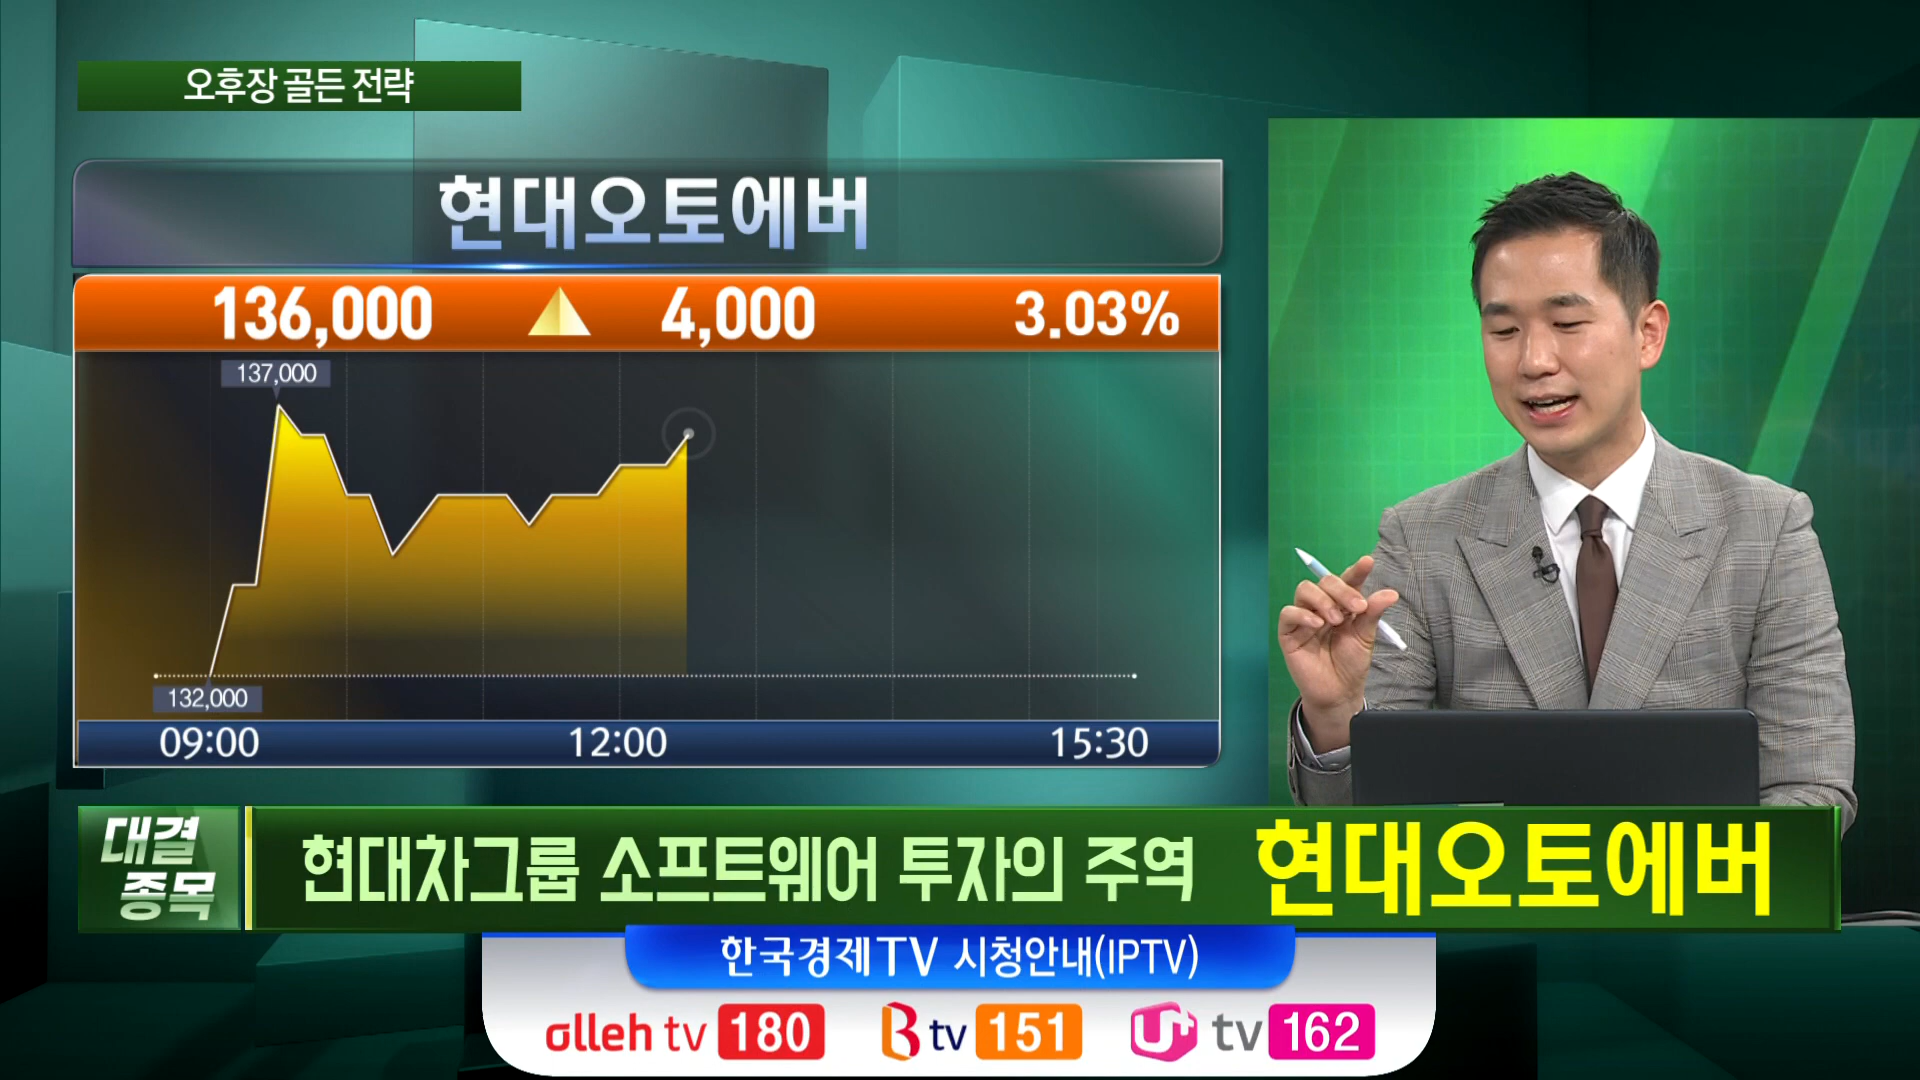 오후장 골든 전략
현대오토에버
136,000 ▲ 4,000 3.03%
137,000
132,000
09:00 12:00 15:30
대결
종목
현대차그룹 소프트웨어 투자의 주역 현대오토에버
한국경제TV 시청안내(IPTV)
olleh tv 180 B tv 151 U+ tv 162